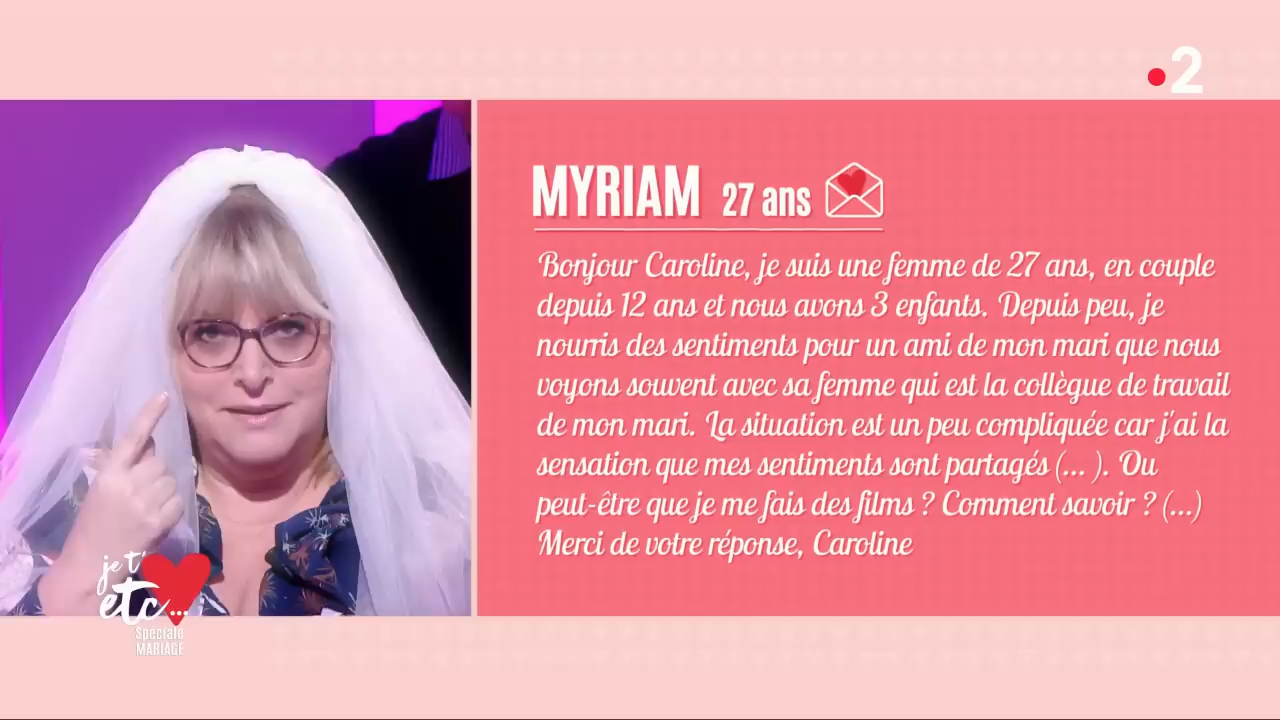 2
MYRIAM 27 ans
Bonjour Caroline, je suis une femme de 27 ans, en couple
depuis 12 ans et nous avons 3 enfants. Depuis peu, je
nourris des sentiments pour un ami de mon mari que nous
voyons souvent avec sa femme qui est la collègue de travail
de mon mari. La situation est un peu compliquée car j'ai la
sensation que mes sentiments sont partagés (... ). Ou
peut-être que je me fais des films ? Comment savoir ? (...)
Merci de votre réponse, Caroline
je t'
etc...
Spéciale
MARIAGE